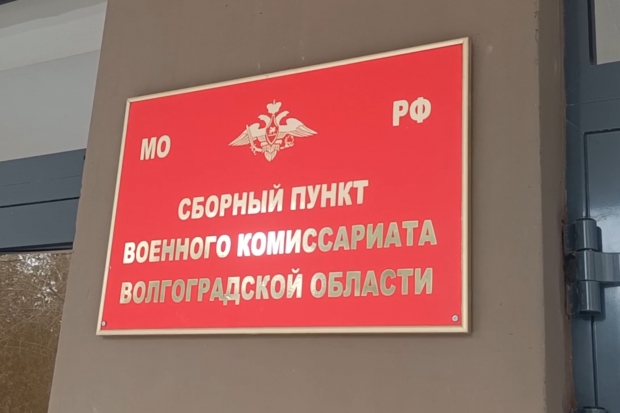 МО РФ
СБОРНЫЙ ПУНКТ
ВОЕННОГО КОМИССАРИАТА
ВОЛГОГРАДСКОЙ ОБЛАСТИ